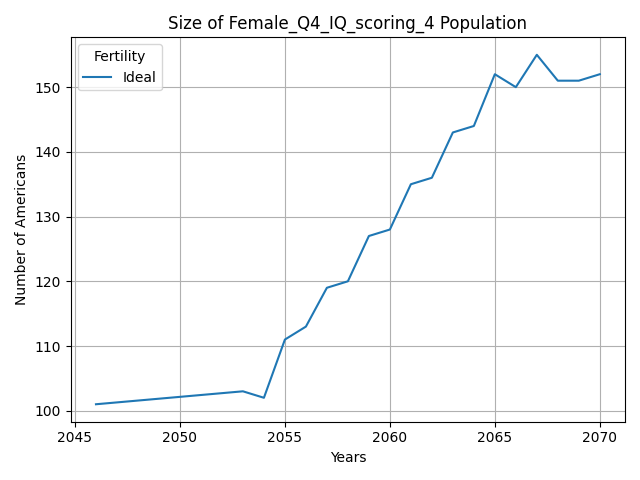 Size of Female_Q4_IQ_scoring_4 Population
Fertility
Ideal
Number of Americans
150
140
130
120
110
100
2045 2050 2055 2060 2065 2070
Years